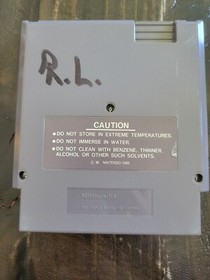 R.L.
CAUTION
●DO NOT STORE IN EXTREME TEMPERATURES.
●DO NOT IMMERSE IN WATER.
●DO NOT CLEAN WITH BENZENE, THINNER,
ALCOHOL OR OTHER SUCH SOLVENTS.
NINTENDO